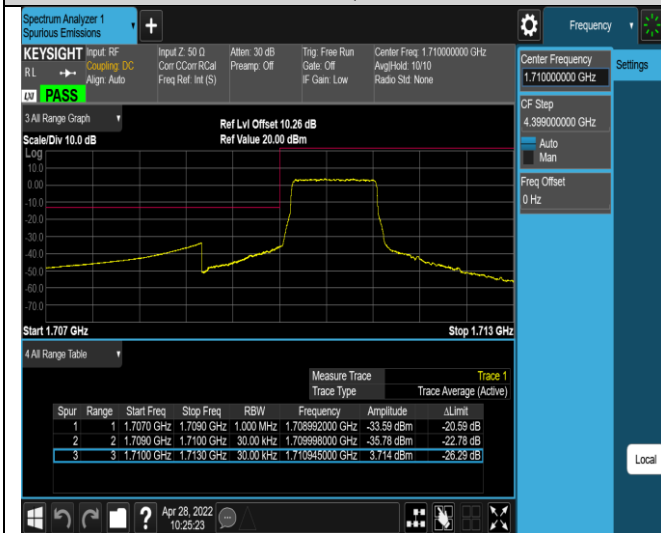 Spectrum Analyzer 1
Spurious Emissions
Frequency
KEYSIGHT
RL
LXI PASS
Input: RF
Coupling: DC
Align: Auto
Input Z: 50 Ω
Corr CCorr RCal
Freq Ref: Int (S)
Atten: 30 dB
Preamp: Off
Trig: Free Run
Gate: Off
IF Gain: Low
Center Freq: 1.710000000 GHz
Avg|Hold: 10/10
Radio Std: None
Center Frequency
1.710000000 GHz
Settings
CF Step
4.399000000 GHz
Auto
Man
Freq Offset
0 Hz
3 All Range Graph
Scale/Div 10.0 dB
Ref Lvl Offset 10.26 dB
Ref Value 20.00 dBm
Log
10.0
0.00
-10.0
-20.0
-30.0
-40.0
-50.0
-60.0
-70.0
Start 1.707 GHz
Stop 1.713 GHz
4 All Range Table
Measure Trace Trace 1
Trace Type Trace Average (Active)
Spur Range Start Freq Stop Freq RBW Frequency Amplitude ΔLimit
1 1 1.7070 GHz 1.7090 GHz 1.000 MHz 1.708992000 GHz -33.59 dBm -20.59 dB
2 2 1.7090 GHz 1.7100 GHz 30.00 kHz 1.709998000 GHz -35.78 dBm -22.78 dB
3 3 1.7100 GHz 1.7130 GHz 30.00 kHz 1.710945000 GHz 3.714 dBm -26.29 dB
Local
?
Apr 28, 2022
10:25:23